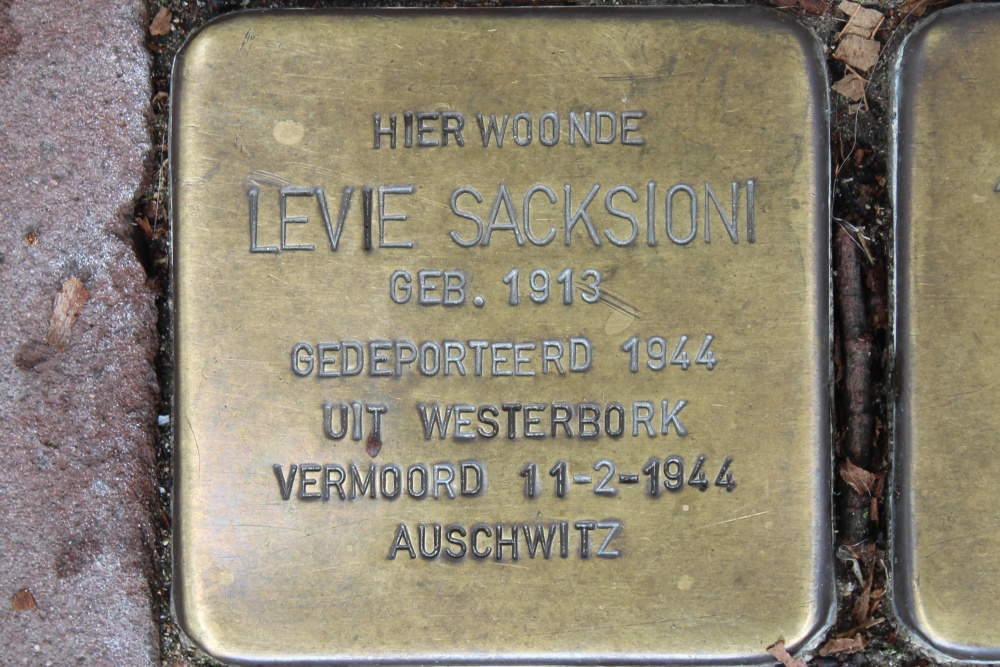 HIER WOONDE
LEVIE SACKSIONI
GEB. 1913
GEDEPORTEERD 1944
UIT WESTERBORK
VERMOORD 11-2-1944
AUSCHWITZ